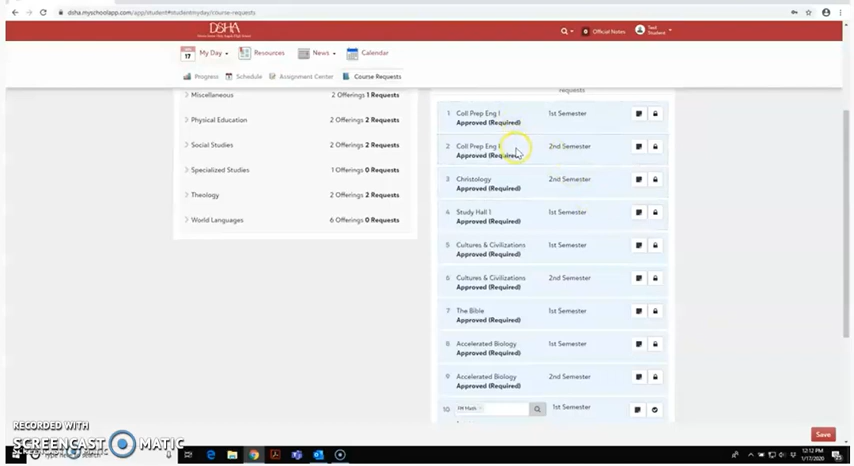 dsha.myschoolapp.com/app/student#studentmyday/course-requests
DSHA
0 Official Notes
Test Student
17 My Day Resources News Calendar
Progress Schedule Assignment Center Course Requests
requests
Miscellaneous 2 Offerings 1 Requests
Physical Education 2 Offerings 2 Requests
Social Studies 2 Offerings 2 Requests
Specialized Studies 1 Offerings 0 Requests
Theology 2 Offerings 2 Requests
World Languages 6 Offerings 0 Requests
1 Coll Prep Eng I 1st Semester
Approved (Required)
2 Coll Prep Eng I 2nd Semester
Approved (Required)
3 Christology 2nd Semester
Approved (Required)
4 Study Hall 1 1st Semester
Approved (Required)
5 Cultures & Civilizations 1st Semester
Approved (Required)
6 Cultures & Civilizations 2nd Semester
Approved (Required)
7 The Bible 1st Semester
Approved (Required)
8 Accelerated Biology 1st Semester
Approved (Required)
9 Accelerated Biology 2nd Semester
Approved (Required)
10 HH Math 1st Semester
Save
RECORDED WITH
SCREENCAST MATIC
12:12 PM
1/17/2020